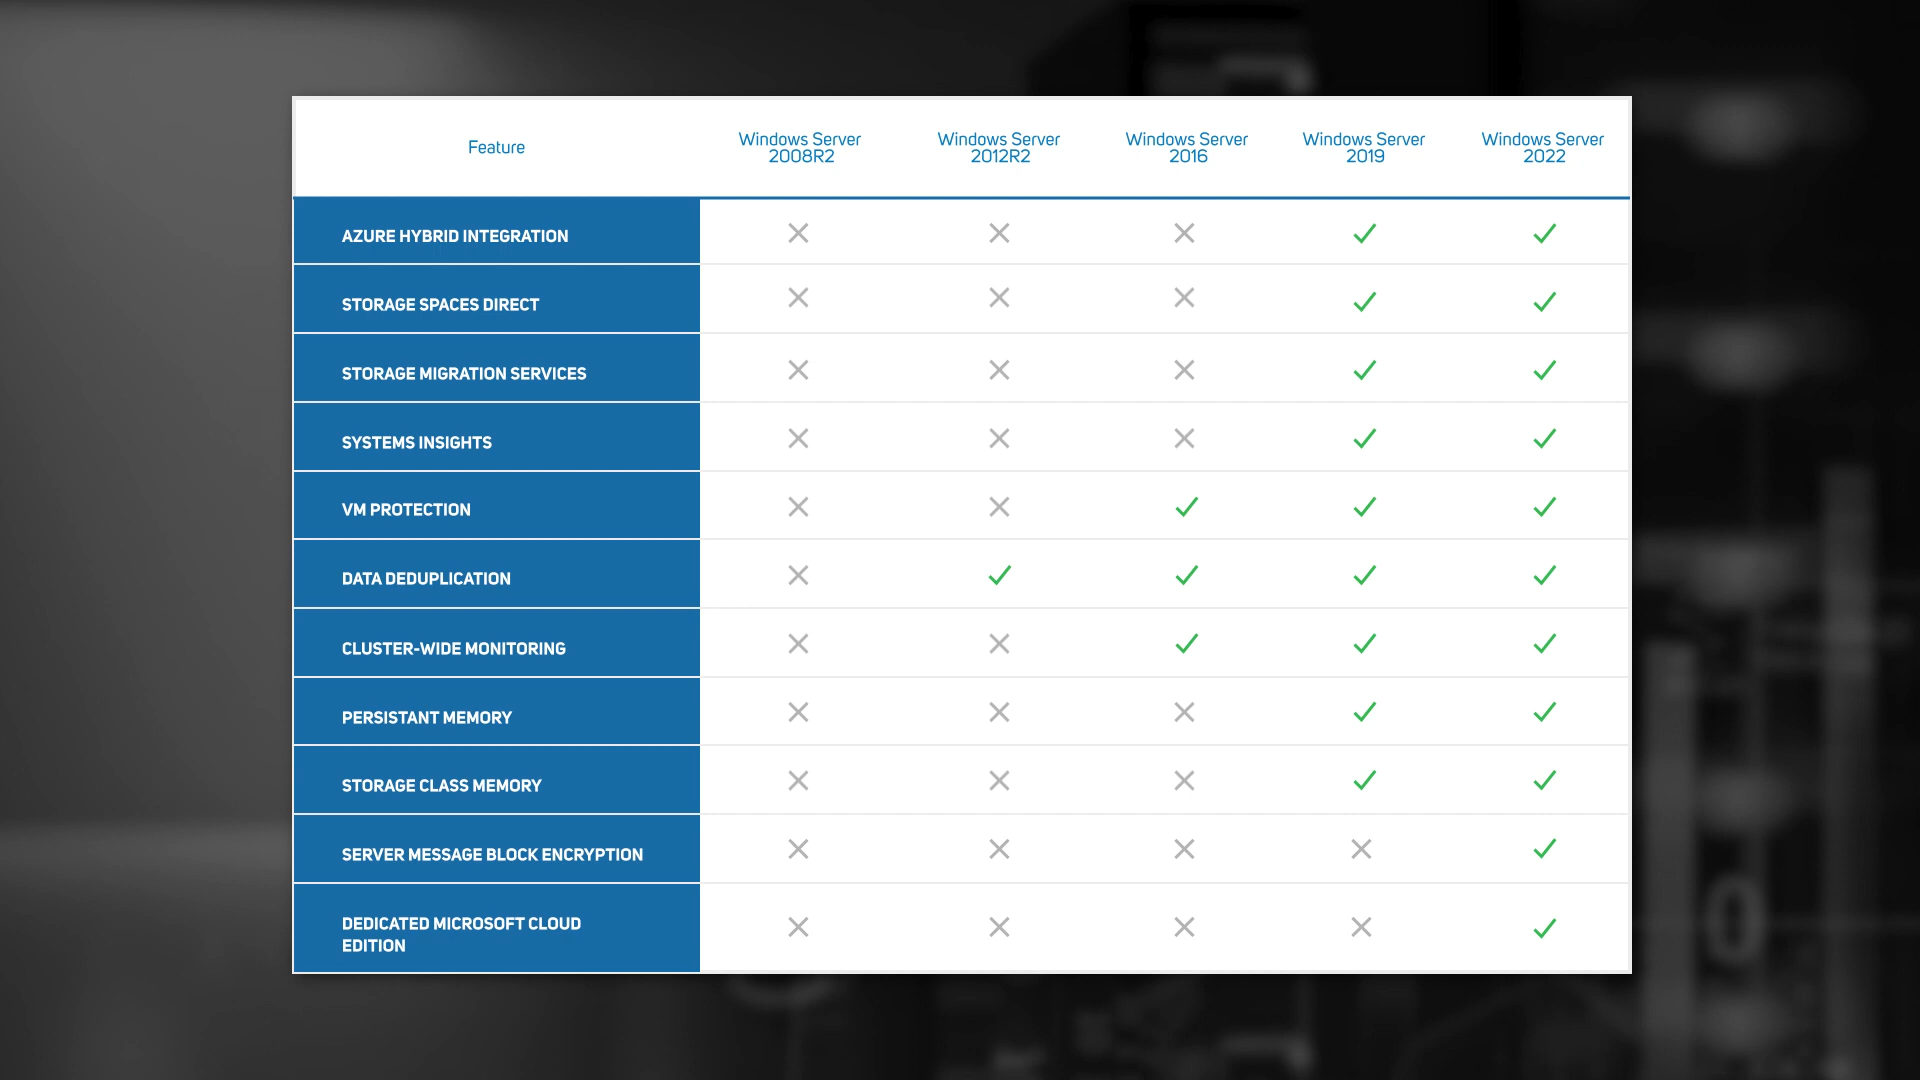 Feature
Windows Server
2008R2
Windows Server
2012R2
Windows Server
2016
Windows Server
2019
Windows Server
2022
AZURE HYBRID INTEGRATION
STORAGE SPACES DIRECT
STORAGE MIGRATION SERVICES
SYSTEMS INSIGHTS
VM PROTECTION
DATA DEDUPLICATION
CLUSTER-WIDE MONITORING
PERSISTANT MEMORY
STORAGE CLASS MEMORY
SERVER MESSAGE BLOCK ENCRYPTION
DEDICATED MICROSOFT CLOUD
EDITION